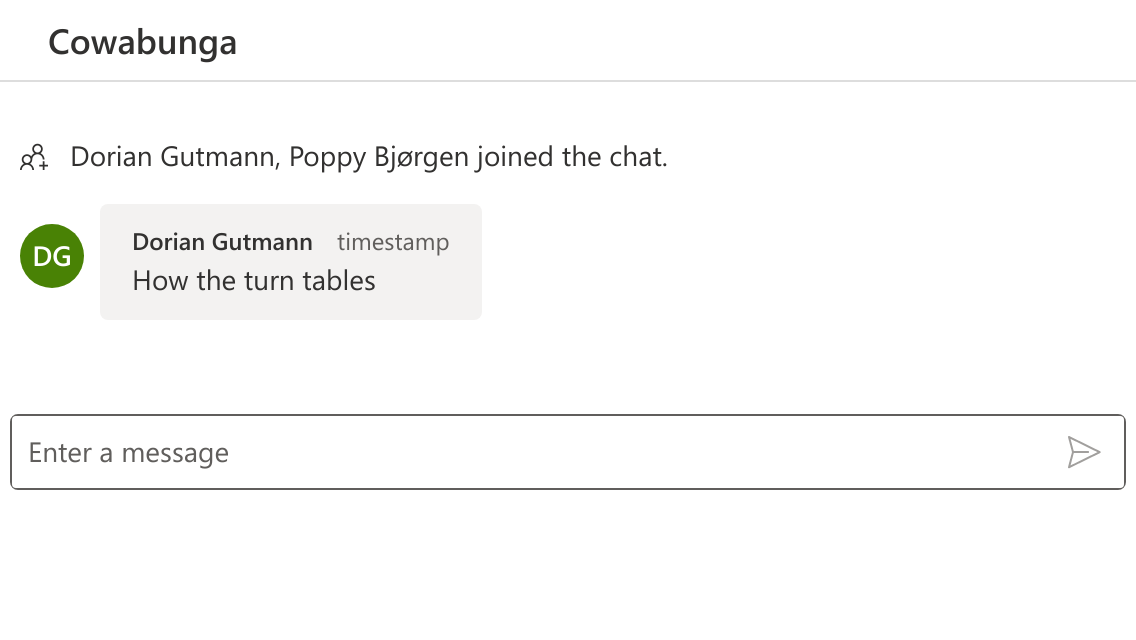 Cowabunga
Dorian Gutmann, Poppy Bjørgen joined the chat.
DG
Dorian Gutmann timestamp
How the turn tables
Enter a message